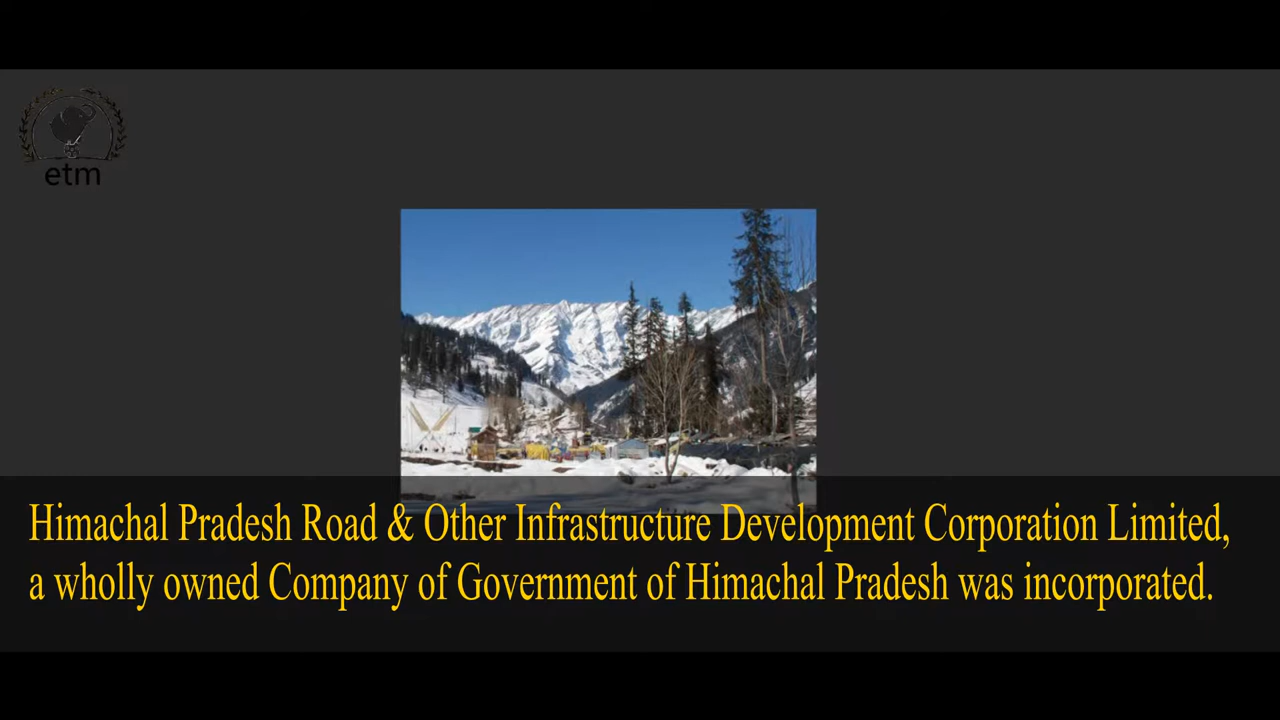 etm
Himachal Pradesh Road & Other Infrastructure Development Corporation Limited,
a wholly owned Company of Government of Himachal Pradesh was incorporated.